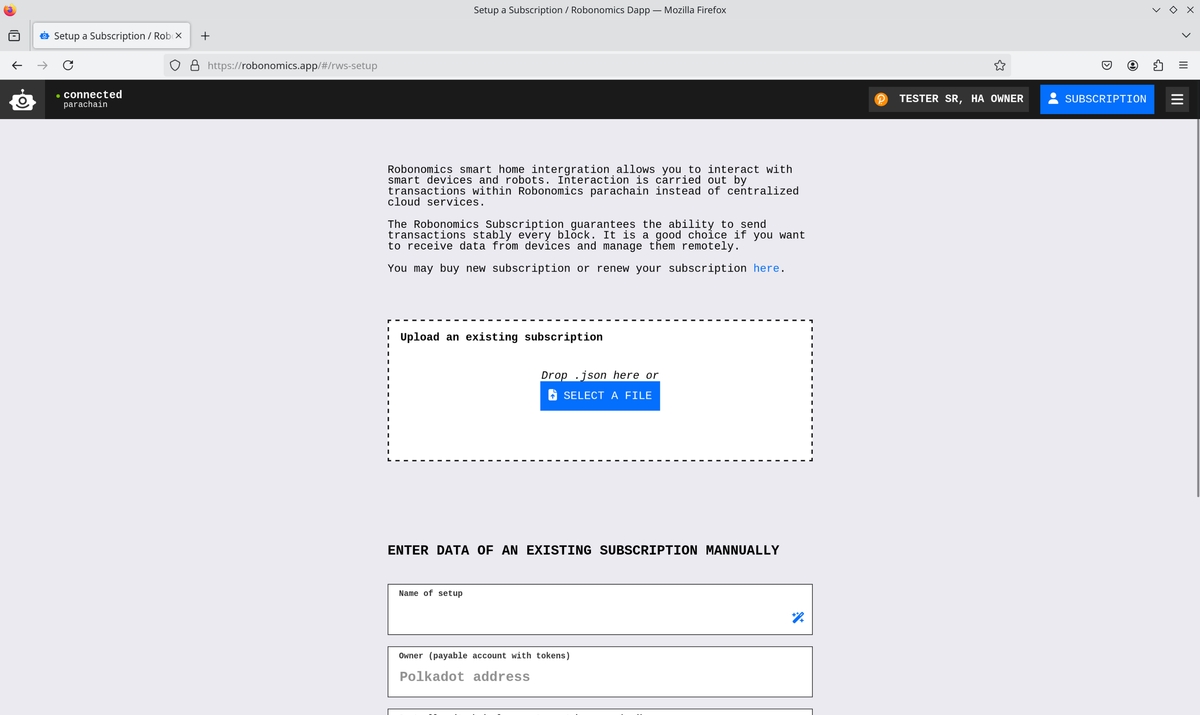 Setup a Subscription / Robonomics Dapp — Mozilla Firefox
Setup a Subscription / Rob
https://robonomics.app/#/rws-setup
connected
parachain
TESTER SR, HA OWNER
SUBSCRIPTION
Robonomics smart home intergration allows you to interact with
smart devices and robots. Interaction is carried out by
transactions within Robonomics parachain instead of centralized
cloud services.
The Robonomics Subscription guarantees the ability to send
transactions stably every block. It is a good choice if you want
to receive data from devices and manage them remotely.
You may buy new subscription or renew your subscription here.
Upload an existing subscription
Drop .json here or
SELECT A FILE
ENTER DATA OF AN EXISTING SUBSCRIPTION MANNUALLY
Name of setup
Owner (payable account with tokens)
Polkadot address